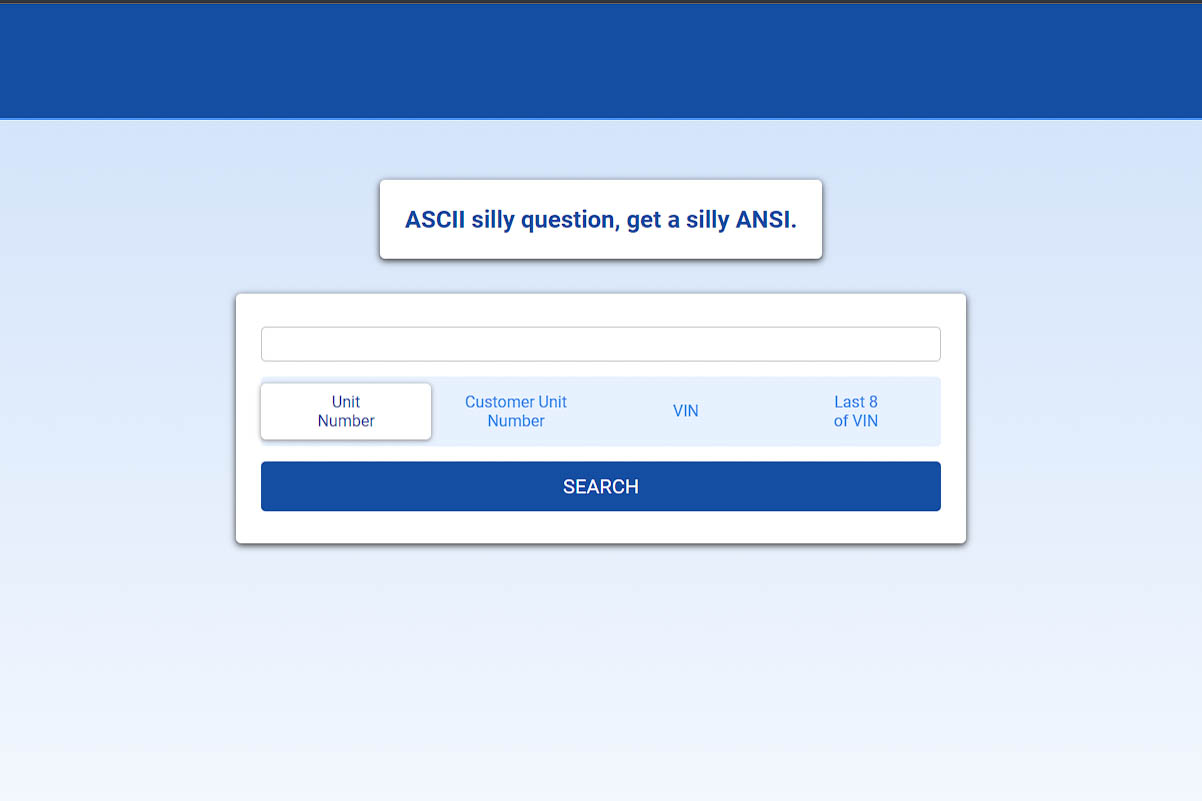 ASCII silly question, get a silly ANSI.
Unit
Number
Customer Unit
Number
VIN
Last 8
of VIN
SEARCH